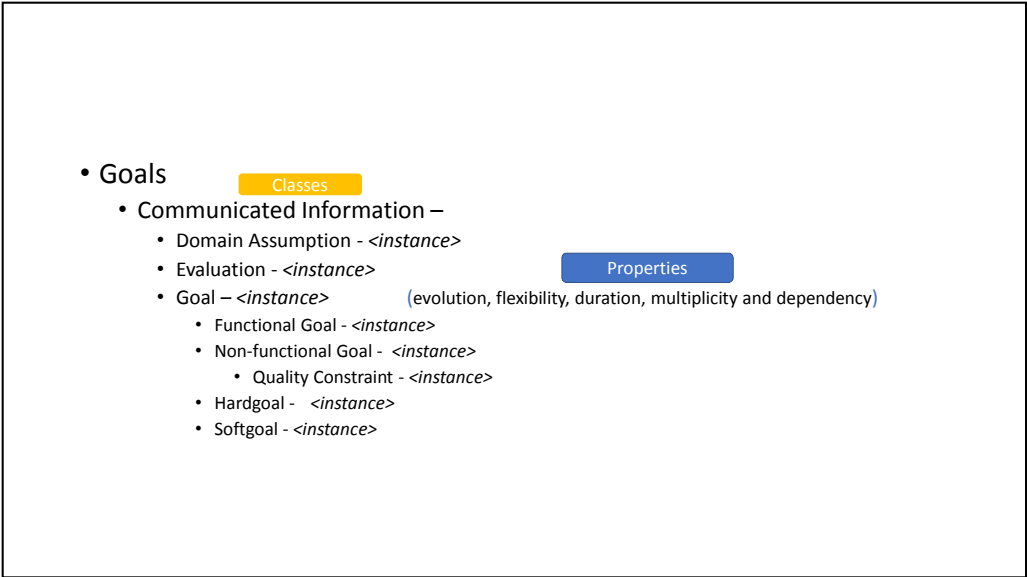 • Goals
Classes
• Communicated Information –
• Domain Assumption - <instance>
• Evaluation - <instance>
Properties
• Goal – <instance> (evolution, flexibility, duration, multiplicity and dependency)
• Functional Goal - <instance>
• Non-functional Goal - <instance>
• Quality Constraint - <instance>
• Hardgoal - <instance>
• Softgoal - <instance>